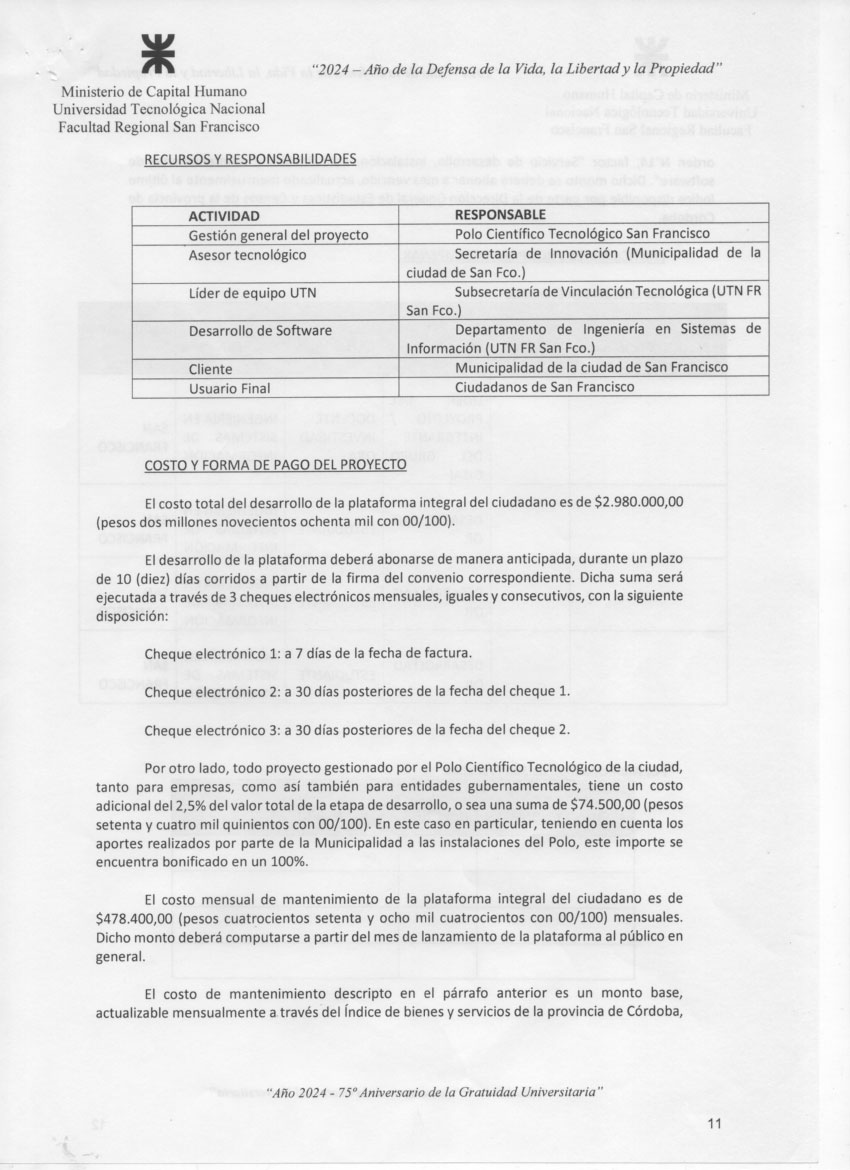 “2024 – Año de la Defensa de la Vida, la Libertad y la Propiedad”
Ministerio de Capital Humano
Universidad Tecnológica Nacional
Facultad Regional San Francisco
RECURSOS Y RESPONSABILIDADES
ACTIVIDAD RESPONSABLE
Gestión general del proyecto Polo Científico Tecnológico San Francisco
Asesor tecnológico Secretaría de Innovación (Municipalidad de la
ciudad de San Fco.)
Líder de equipo UTN Subsecretaría de Vinculación Tecnológica (UTN FR
San Fco.)
Desarrollo de Software Departamento de Ingeniería en Sistemas de
Información (UTN FR San Fco.)
Cliente Municipalidad de la ciudad de San Francisco
Usuario Final Ciudadanos de San Francisco
COSTO Y FORMA DE PAGO DEL PROYECTO
El costo total del desarrollo de la plataforma integral del ciudadano es de $2.980.000,00
(pesos dos millones novecientos ochenta mil con 00/100).
El desarrollo de la plataforma deberá abonarse de manera anticipada, durante un plazo
de 10 (diez) días corridos a partir de la firma del convenio correspondiente. Dicha suma será
ejecutada a través de 3 cheques electrónicos mensuales, iguales y consecutivos, con la siguiente
disposición:
Cheque electrónico 1: a 7 días de la fecha de factura.
Cheque electrónico 2: a 30 días posteriores de la fecha del cheque 1.
Cheque electrónico 3: a 30 días posteriores de la fecha del cheque 2.
Por otro lado, todo proyecto gestionado por el Polo Científico Tecnológico de la ciudad,
tanto para empresas, como así también para entidades gubernamentales, tiene un costo
adicional del 2,5% del valor total de la etapa de desarrollo, o sea una suma de $74.500,00 (pesos
setenta y cuatro mil quinientos con 00/100). En este caso en particular, teniendo en cuenta los
aportes realizados por parte de la Municipalidad a las instalaciones del Polo, este importe se
encuentra bonificado en un 100%.
El costo mensual de mantenimiento de la plataforma integral del ciudadano es de
$478.400,00 (pesos cuatrocientos setenta y ocho mil cuatrocientos con 00/100) mensuales.
Dicho monto deberá computarse a partir del mes de lanzamiento de la plataforma al público en
general.
El costo de mantenimiento descripto en el párrafo anterior es un monto base,
actualizable mensualmente a través del Índice de bienes y servicios de la provincia de Córdoba,
“Año 2024 - 75º Aniversario de la Gratuidad Universitaria”
11